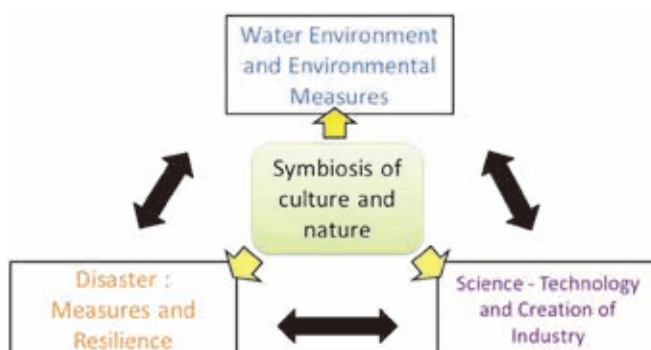 Water Environment
and Environmental
Measures
Symbiosis of
culture and
nature
Disaster :
Measures and
Resilience
Science - Technology
and Creation of
Industry